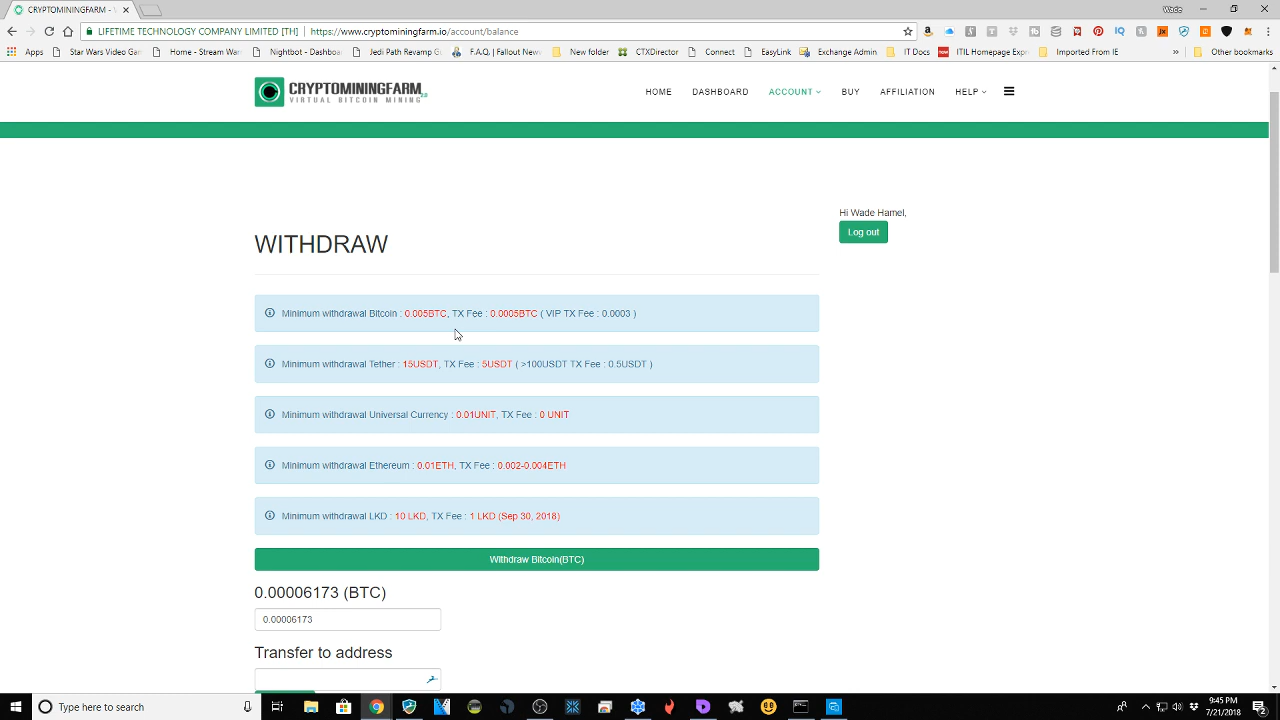 CRYPTOMININGFARM -
Wade
LIFETIME TECHNOLOGY COMPANY LIMITED [TH] https://www.cryptominingfarm.io/account/balance
Apps Star Wars Video Gam Home - Stream War Nightbot - Dashboar Jedi Path Revamp C F.A.Q. | Fallout New New folder CTXDirector Connect EasyLink Exchange Admin IT Docs ITIL Homepage Exp Imported From IE » Other bookmarks
CRYPTOMININGFARM
VIRTUAL BITCOIN MINING
HOME DASHBOARD ACCOUNT BUY AFFILIATION HELP
Hi Wade Hamel,
Log out
WITHDRAW
Minimum withdrawal Bitcoin : 0.005BTC, TX Fee : 0.0005BTC ( VIP TX Fee : 0.0003 )
Minimum withdrawal Tether : 15USDT, TX Fee : 5USDT ( >100USDT TX Fee : 0.5USDT )
Minimum withdrawal Universal Currency : 0.01UNIT, TX Fee : 0 UNIT
Minimum withdrawal Ethereum : 0.01ETH, TX Fee : 0.002-0.004ETH
Minimum withdrawal LKD : 10 LKD, TX Fee : 1 LKD (Sep 30, 2018)
Withdraw Bitcoin(BTC)
0.00006173 (BTC)
0.00006173
Transfer to address
Type here to search
9:45 PM
7/21/2018